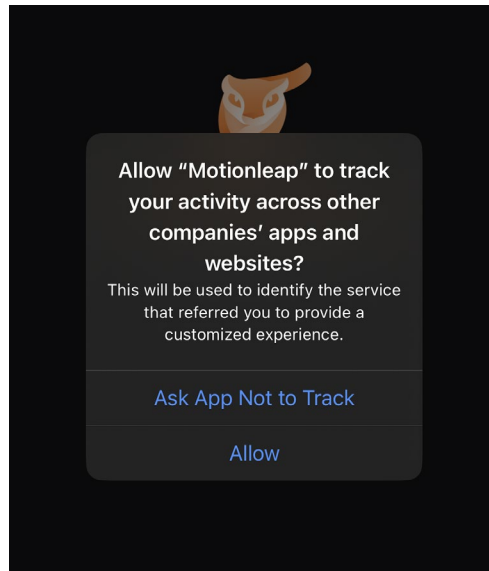 Allow “Motionleap” to track
your activity across other
companies’ apps and
websites?
This will be used to identify the service
that referred you to provide a
customized experience.
Ask App Not to Track
Allow